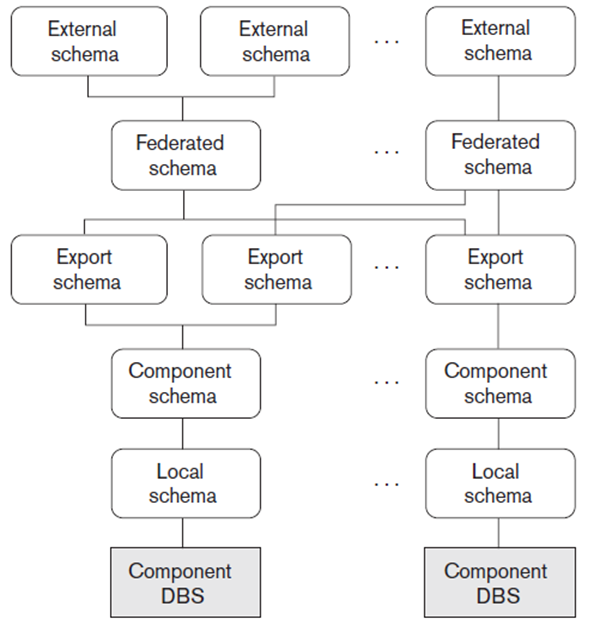 External
schema
External
schema
. . .
External
schema
Federated
schema
. . .
Federated
schema
Export
schema
Export
schema
. . .
Export
schema
Component
schema
. . .
Component
schema
Local
schema
. . .
Local
schema
Component
DBS
Component
DBS